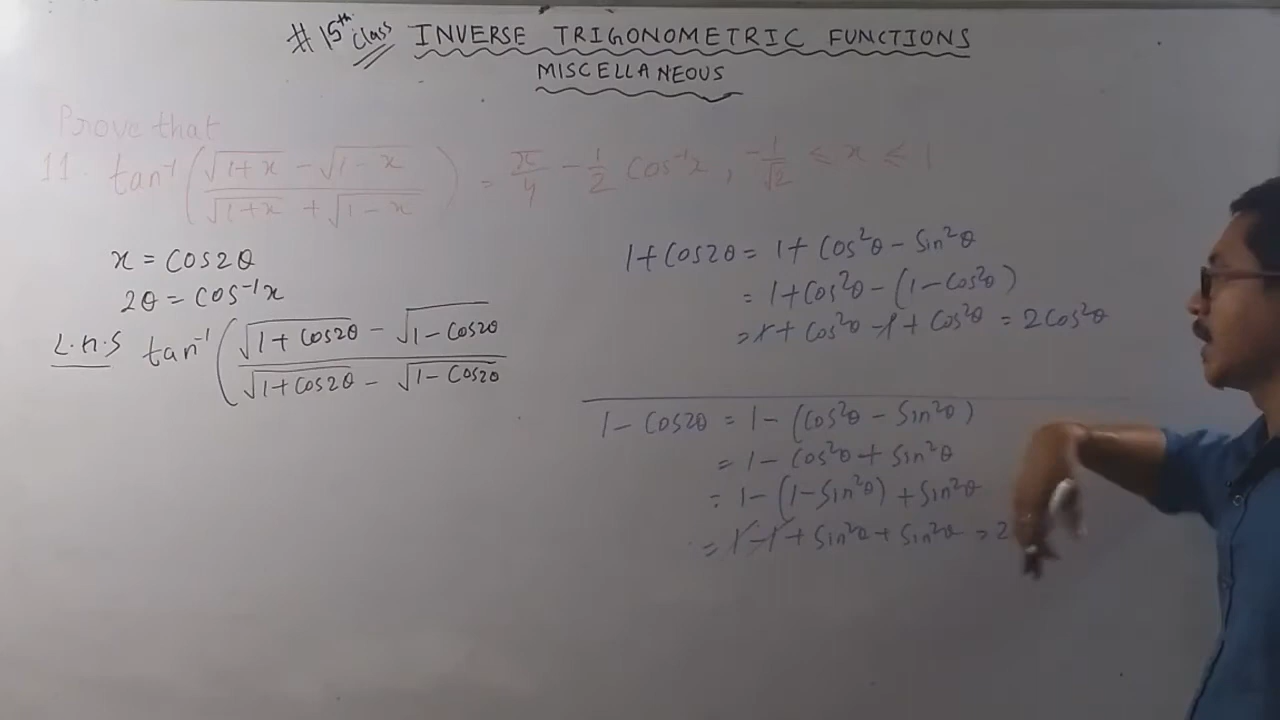 # 15th class INVERSE TRIGONOMETRIC FUNCTIONS
MISCELLANEOUS
Prove that
11. tan⁻¹ ( (√1+x − √1−x) / (√1+x + √1−x) ) = π/4 − 1/2 Cos⁻¹x, −1/√2 ≤ x ≤ 1
x = Cos2θ
2θ = Cos⁻¹x
L.H.S tan⁻¹ ( (√1+Cos2θ − √1−Cos2θ) / (√1+Cos2θ − √1−Cos2θ)
1+Cos2θ = 1+ Cos²θ − Sin²θ
= 1+Cos²θ − (1−Cos²θ)
= 1+ Cos²θ − 1 + Cos²θ = 2Cos²θ
1 − Cos2θ = 1 − (Cos²θ − Sin²θ)
= 1 − Cos²θ + Sin²θ
= 1 − (1−Sin²θ) + Sin²θ
= 1 − 1 + Sin²θ + Sin²θ = 2